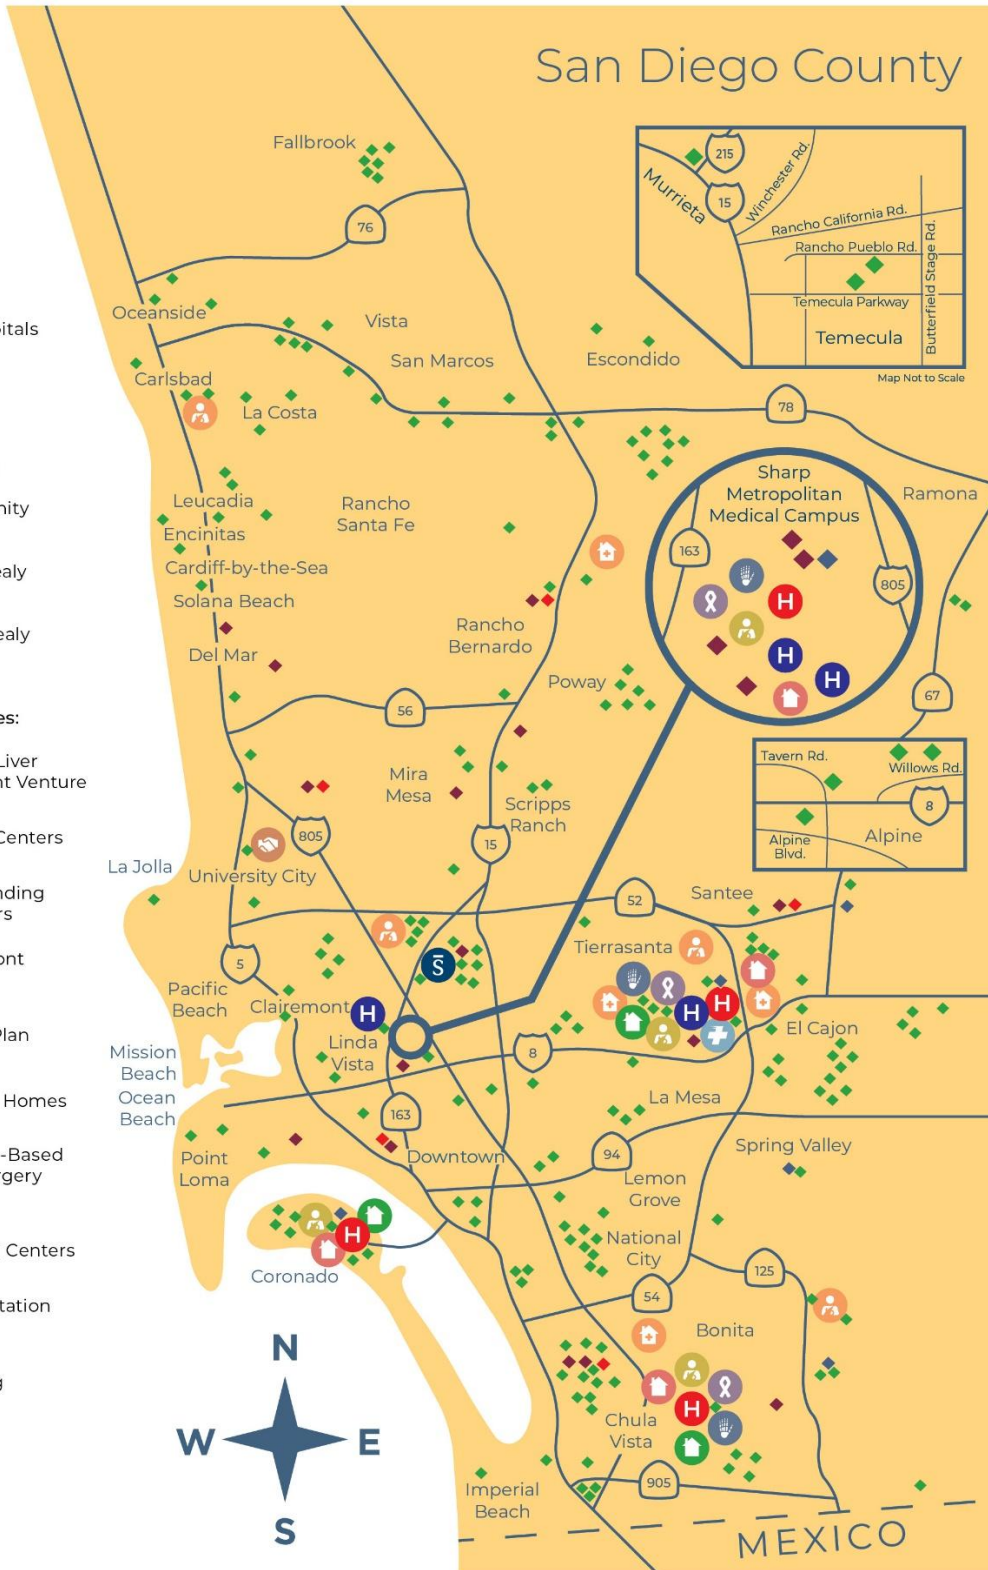 San Diego County
Fallbrook
215
Murrieta
15
Winchester Rd.
Rancho California Rd.
Rancho Pueblo Rd.
Butterfield Stage Rd.
Temecula Parkway
Temecula
Map Not to Scale
76
Oceanside
Vista
San Marcos
Escondido
Carlsbad
La Costa
78
Leucadia
Encinitas
Rancho
Santa Fe
Cardiff-by-the-Sea
Solana Beach
Del Mar
Rancho
Bernardo
Sharp
Metropolitan
Medical Campus
163
805
H
H
H
Ramona
67
Poway
56
Mira
Mesa
Scripps
Ranch
15
805
Tavern Rd.
Willows Rd.
8
Alpine
Blvd.
Alpine
La Jolla
University City
52
Santee
Tierrasanta
5
S
Pacific
Beach
Clairemont
H
Linda
Vista
H
H
El Cajon
Mission
Beach
Ocean
Beach
8
La Mesa
163
Point
Loma
Downtown
94
Spring Valley
Lemon
Grove
H
Coronado
National
City
125
54
Bonita
H
Chula
Vista
905
Imperial
Beach
MEXICO
N
W
E
S
itals
nity
ealy
ealy
es:
Liver
nt Venture
Centers
nding
rs
ont
Plan
Homes
-Based
rgery
Centers
tation
g